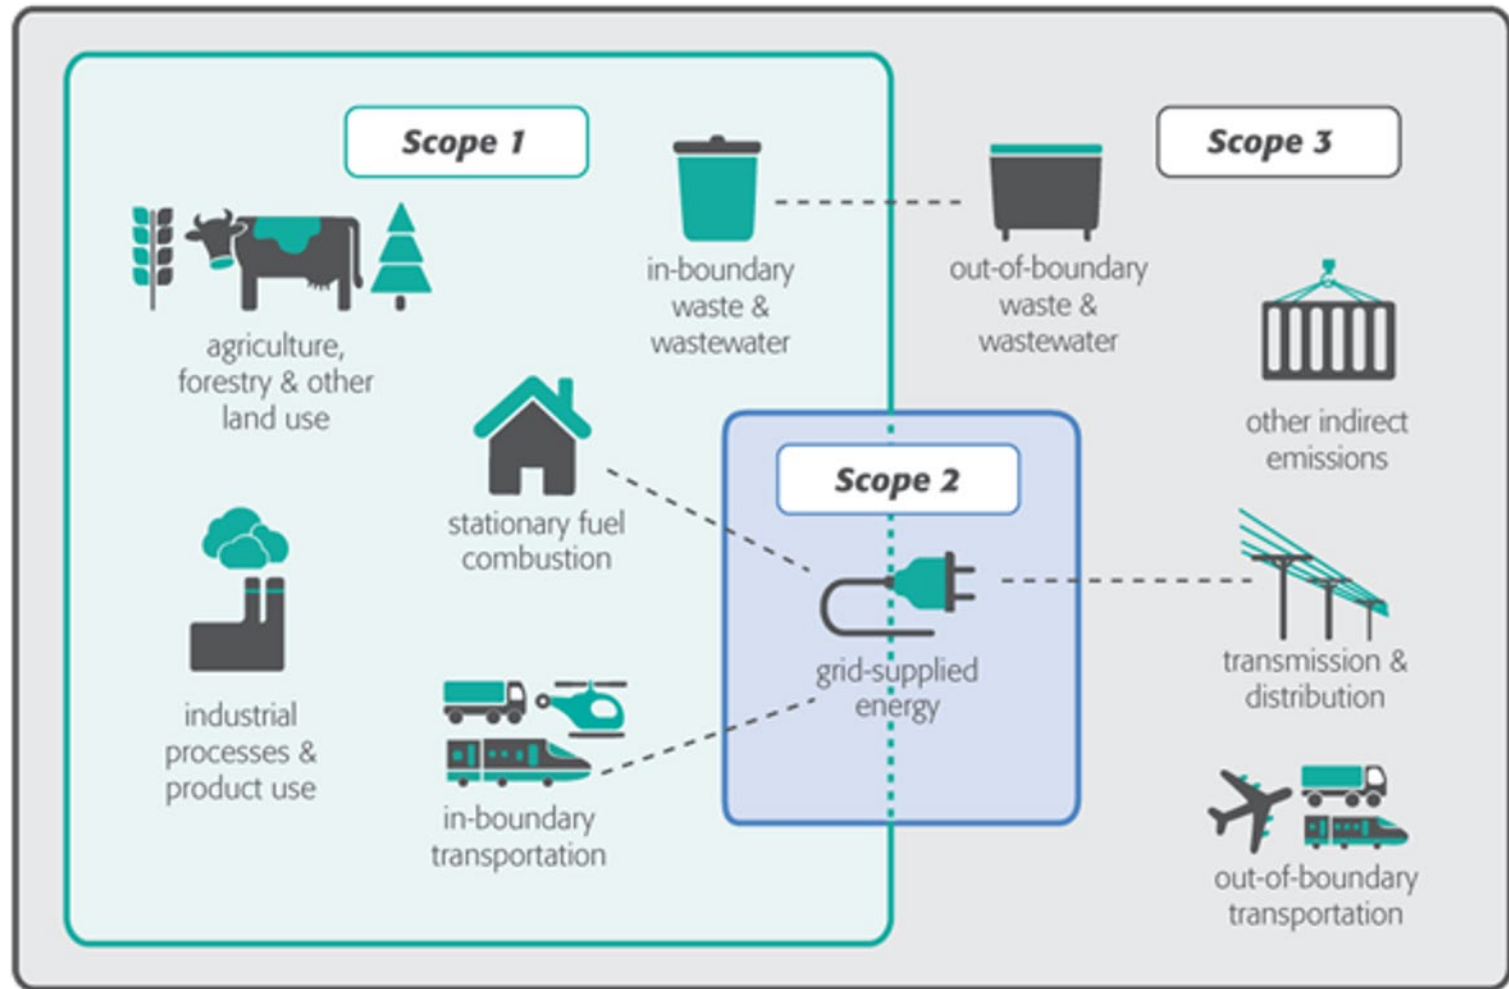 Scope 1
agriculture,
forestry & other
land use
in-boundary
waste &
wastewater
stationary fuel
combustion
industrial
processes &
product use
in-boundary
transportation
Scope 2
grid-supplied
energy
Scope 3
out-of-boundary
waste &
wastewater
other indirect
emissions
transmission &
distribution
out-of-boundary
transportation